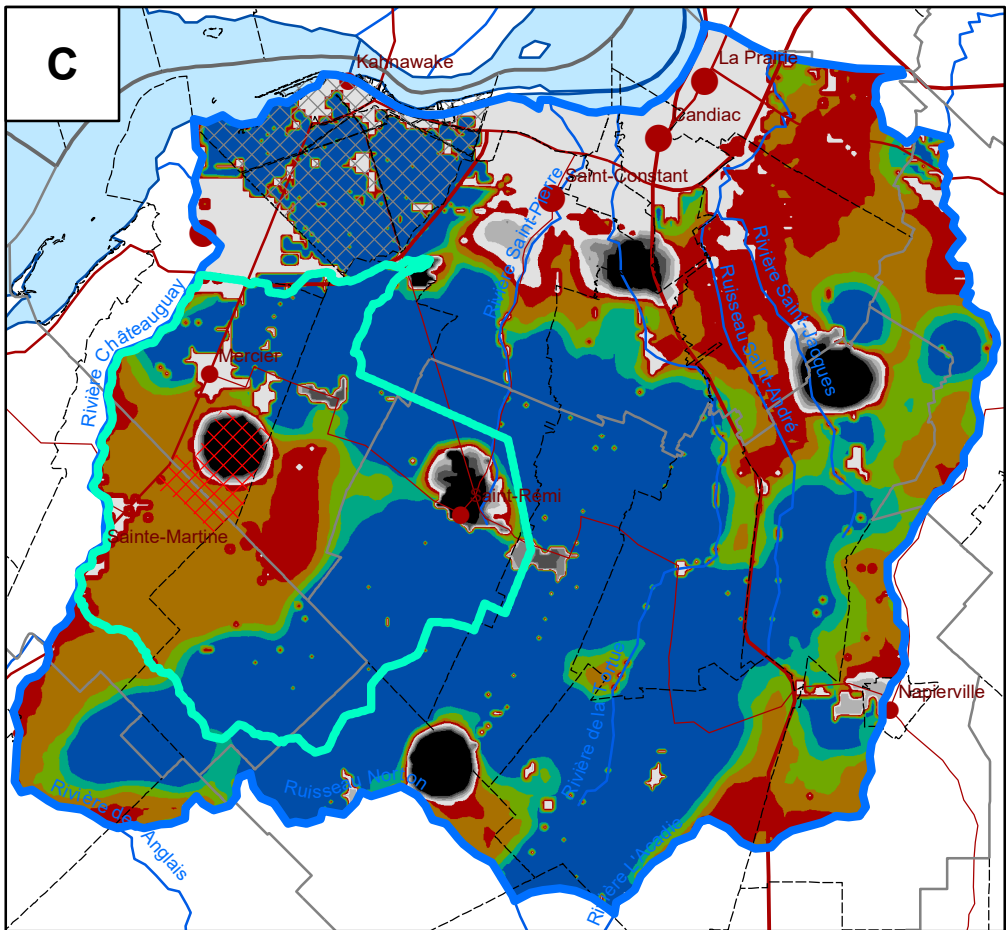 C
Kahnawake
La Prairie
Candiac
Saint-Constant
Rivière Saint-Pierre
Rivière Saint-Jacques
Ruisseau Saint-André
Rivière Châteauguay
Mercier
Saint-Rémi
Sainte-Martine
Rivière de la Tortue
Napierville
Ruisseau Norton
Rivière des Anglais
Rivière L'Acadie